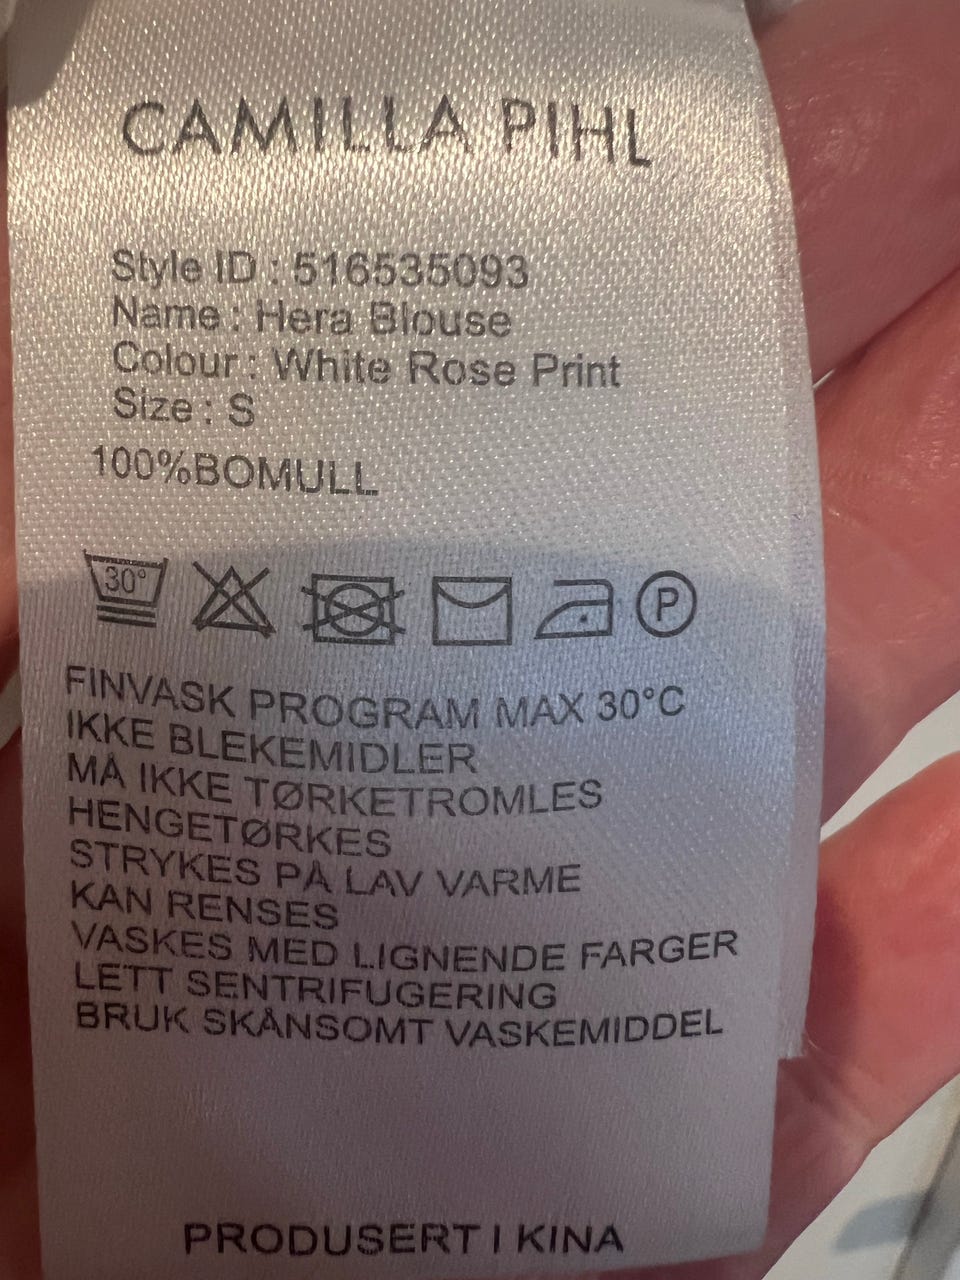 CAMILLA PIHL
Style ID : 516535093
Name : Hera Blouse
Colour : White Rose Print
Size : S
100%BOMULL
30°
P
FINVASK PROGRAM MAX 30°C
IKKE BLEKEMIDLER
MÅ IKKE TØRKETROMLES
HENGETØRKES
STRYKES PÅ LAV VARME
KAN RENSES
VASKES MED LIGNENDE FARGER
LETT SENTRIFUGERING
BRUK SKÅNSOMT VASKEMIDDEL
PRODUSERT I KINA